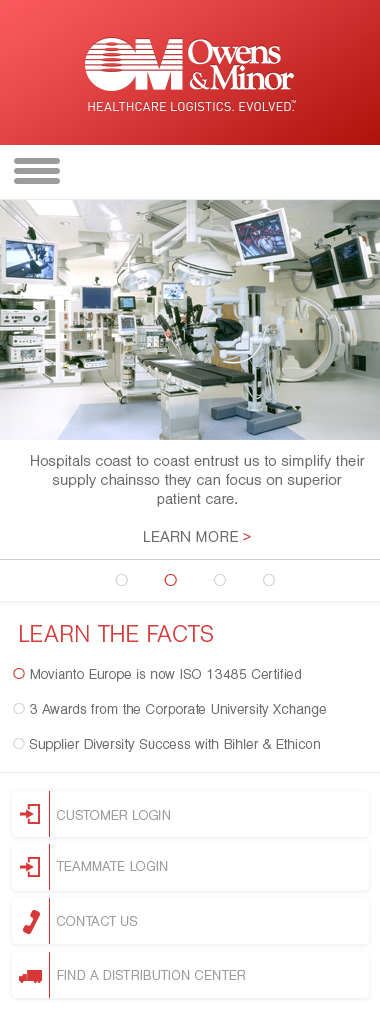 OM Owens
& Minor
HEALTHCARE LOGISTICS. EVOLVED.™
Hospitals coast to coast entrust us to simplify their
supply chainsso they can focus on superior
patient care.
LEARN MORE >
LEARN THE FACTS
Movianto Europe is now ISO 13485 Certified
3 Awards from the Corporate University Xchange
Supplier Diversity Success with Bihler & Ethicon
CUSTOMER LOGIN
TEAMMATE LOGIN
CONTACT US
FIND A DISTRIBUTION CENTER